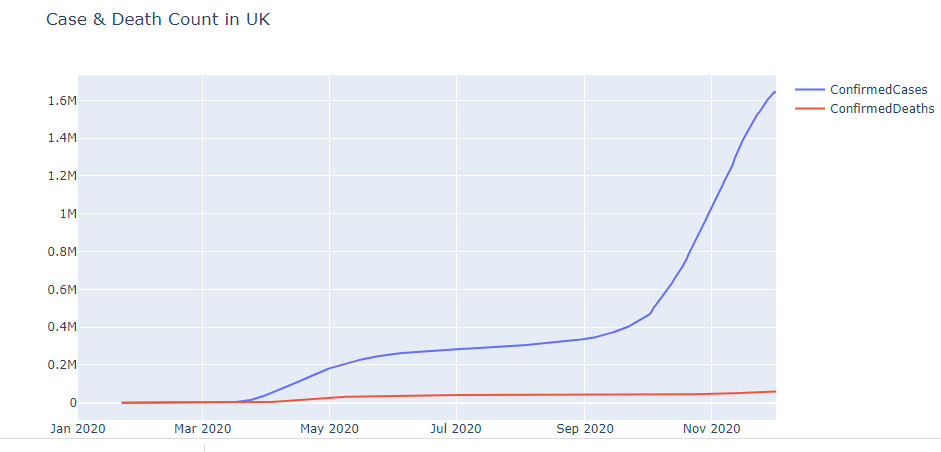 Case & Death Count in UK
ConfirmedCases
ConfirmedDeaths
1.6M
1.4M
1.2M
1M
0.8M
0.6M
0.4M
0.2M
0
Jan 2020 Mar 2020 May 2020 Jul 2020 Sep 2020 Nov 2020